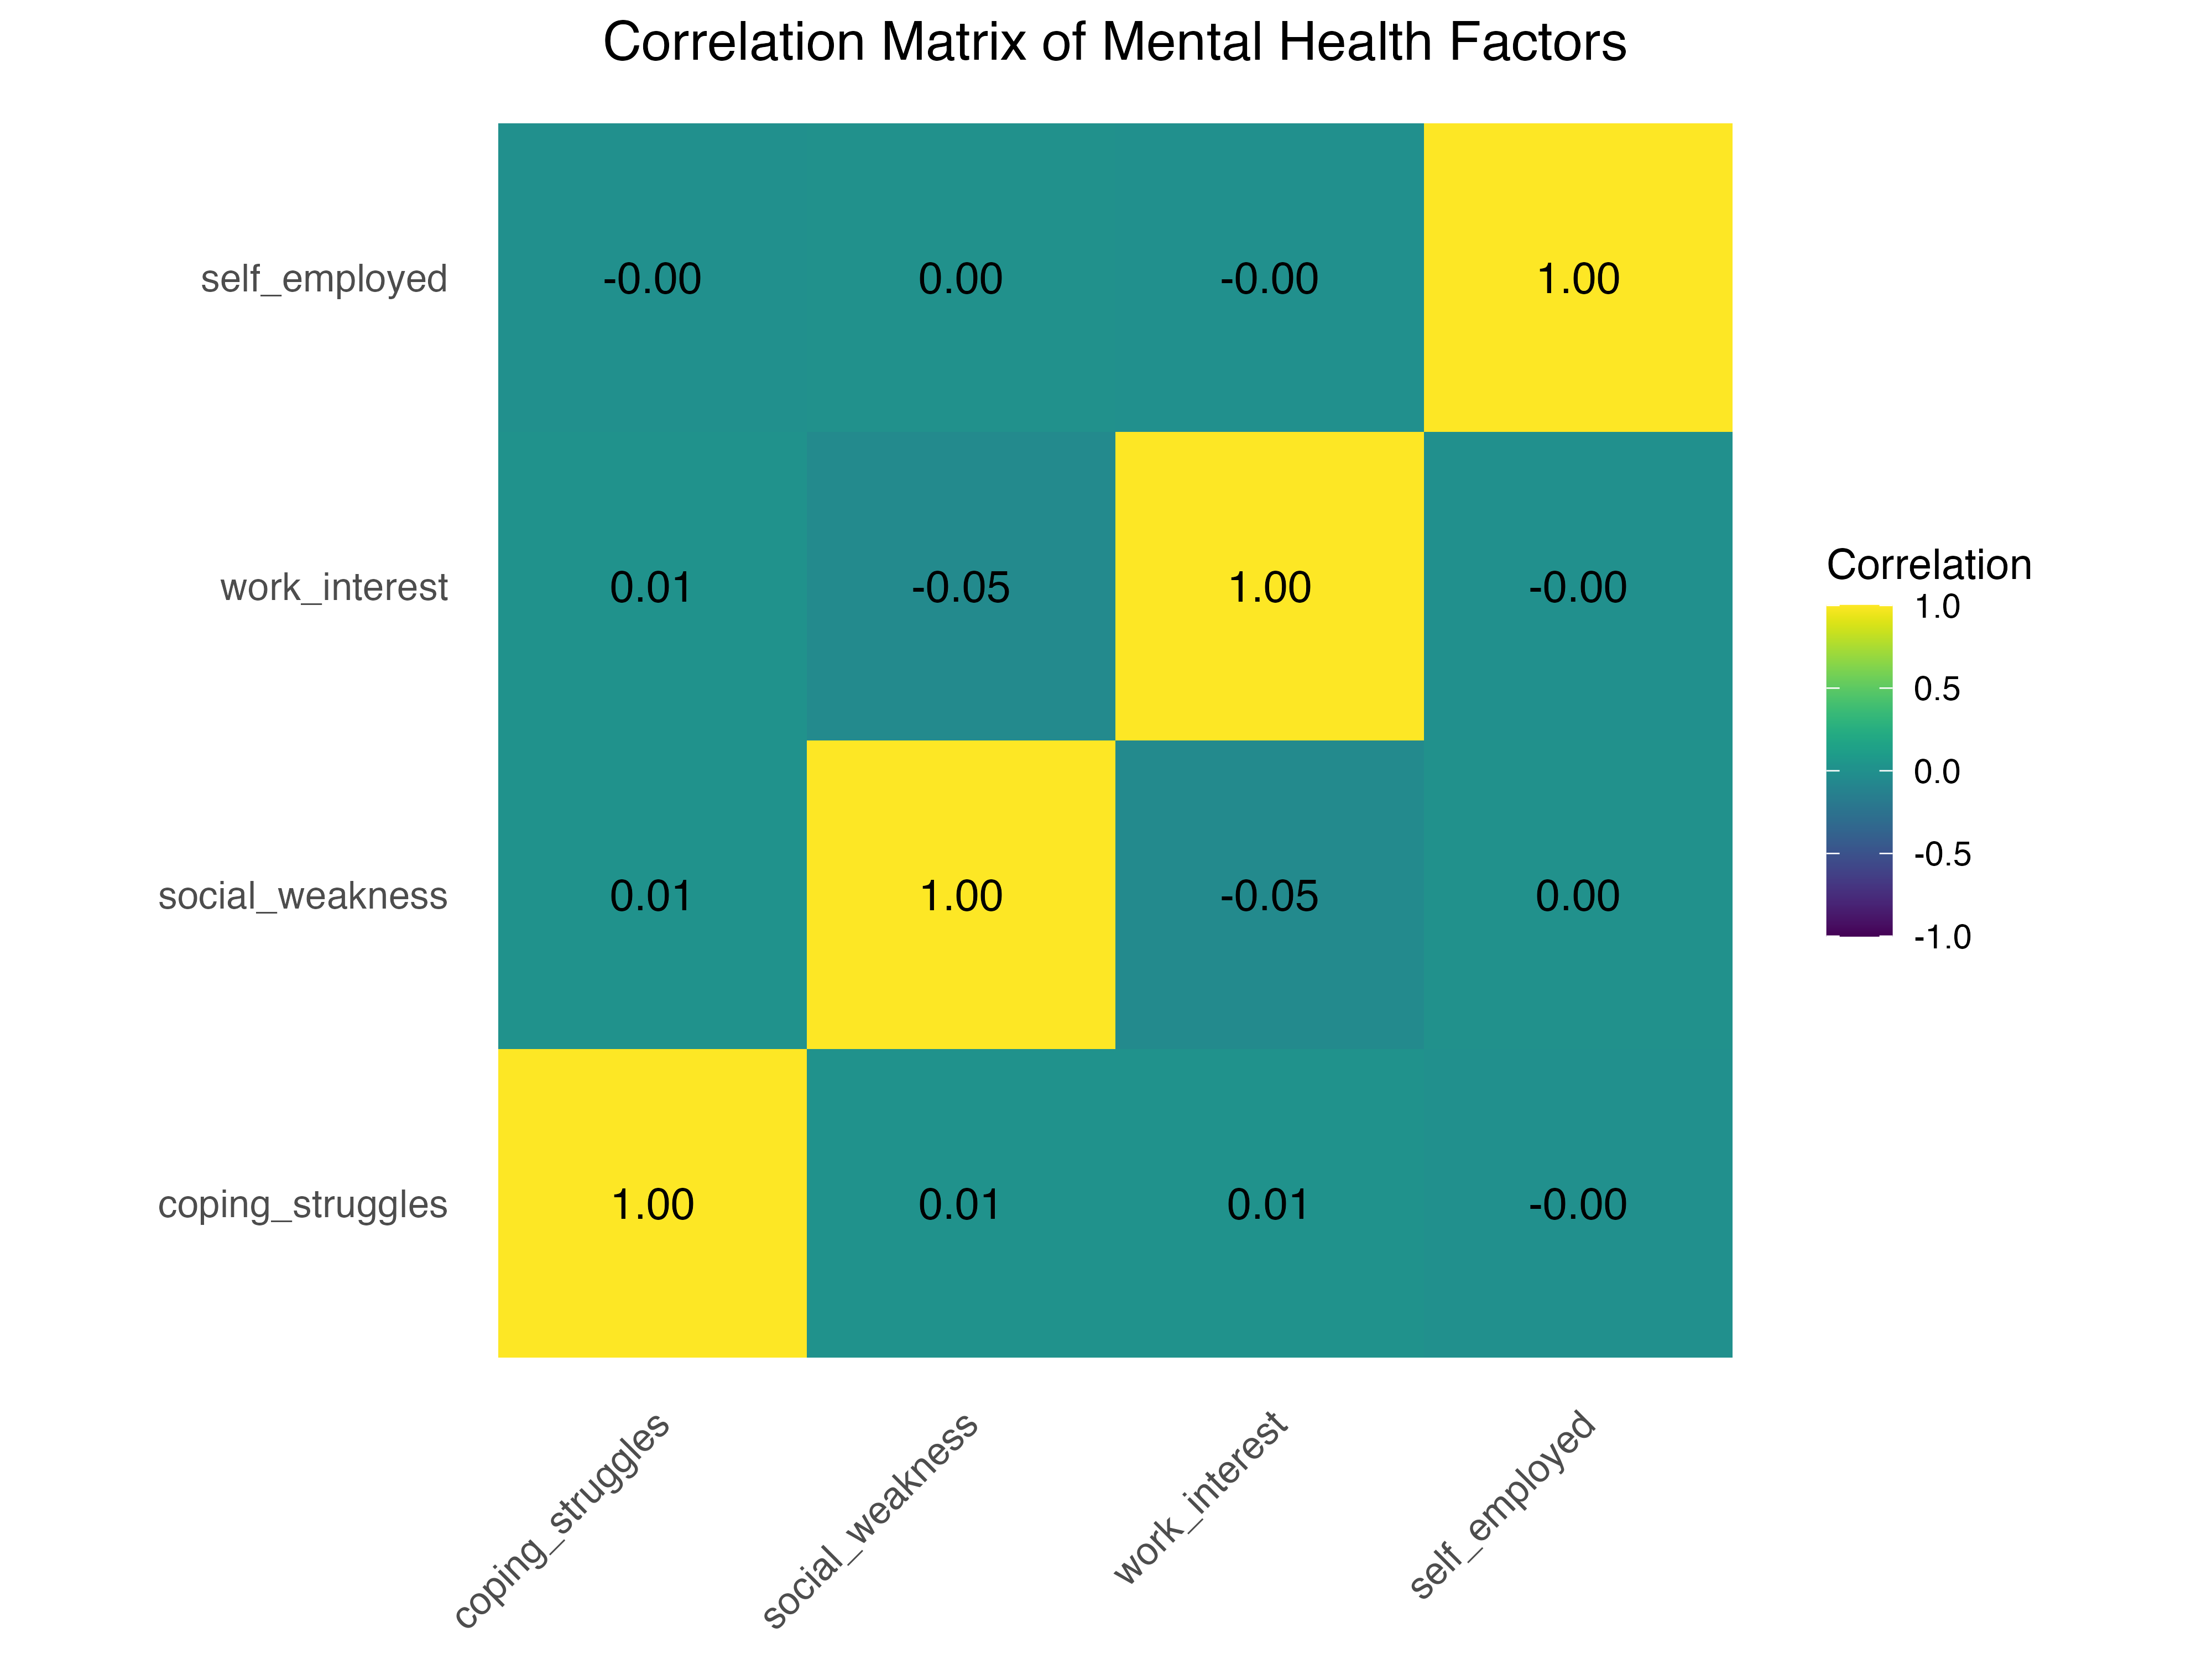 Correlation Matrix of Mental Health Factors
self_employed -0.00 0.00 -0.00 1.00
work_interest 0.01 -0.05 1.00 -0.00
social_weakness 0.01 1.00 -0.05 0.00
coping_struggles 1.00 0.01 0.01 -0.00
coping_struggles social_weakness work_interest self_employed
Correlation
1.0
0.5
0.0
-0.5
-1.0